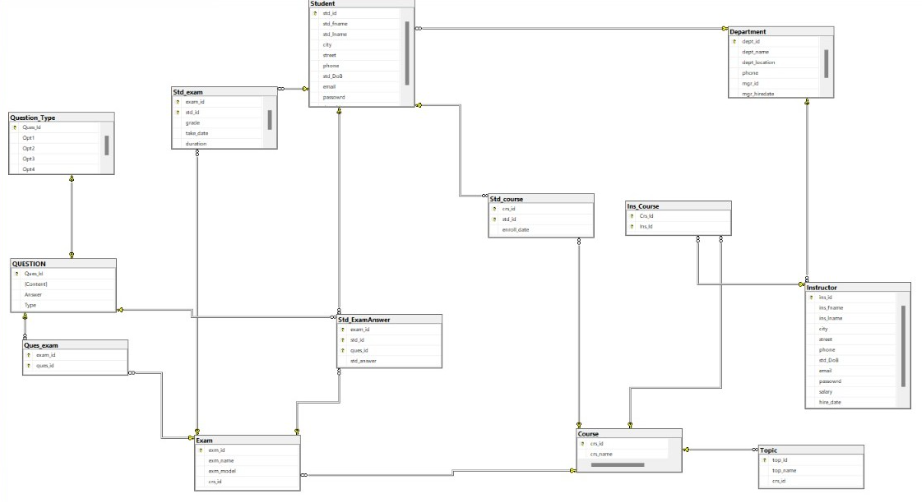 Student
std_id
std_fname
std_lname
city
street
phone
std_DoB
email
password
Department
dept_id
dept_name
dept_location
phone
mgr_id
mgr_hiredate
Std_exam
exam_id
std_id
grade
take_date
duration
Question_Type
Ques_Id
Opt1
Opt2
Opt3
Opt4
Std_course
crs_id
std_id
enroll_date
Ins_Course
Crs_Id
Ins_Id
QUESTION
Ques_Id
[Content]
Answer
Type
Instructor
ins_id
ins_fname
ins_lname
city
street
phone
std_DoB
email
password
salary
hire_date
Std_ExamAnswer
exam_id
std_id
ques_id
std_answer
Ques_exam
exam_id
ques_id
Exam
exm_id
exm_name
exm_model
crs_id
Course
crs_id
crs_name
Topic
top_id
top_name
crs_id